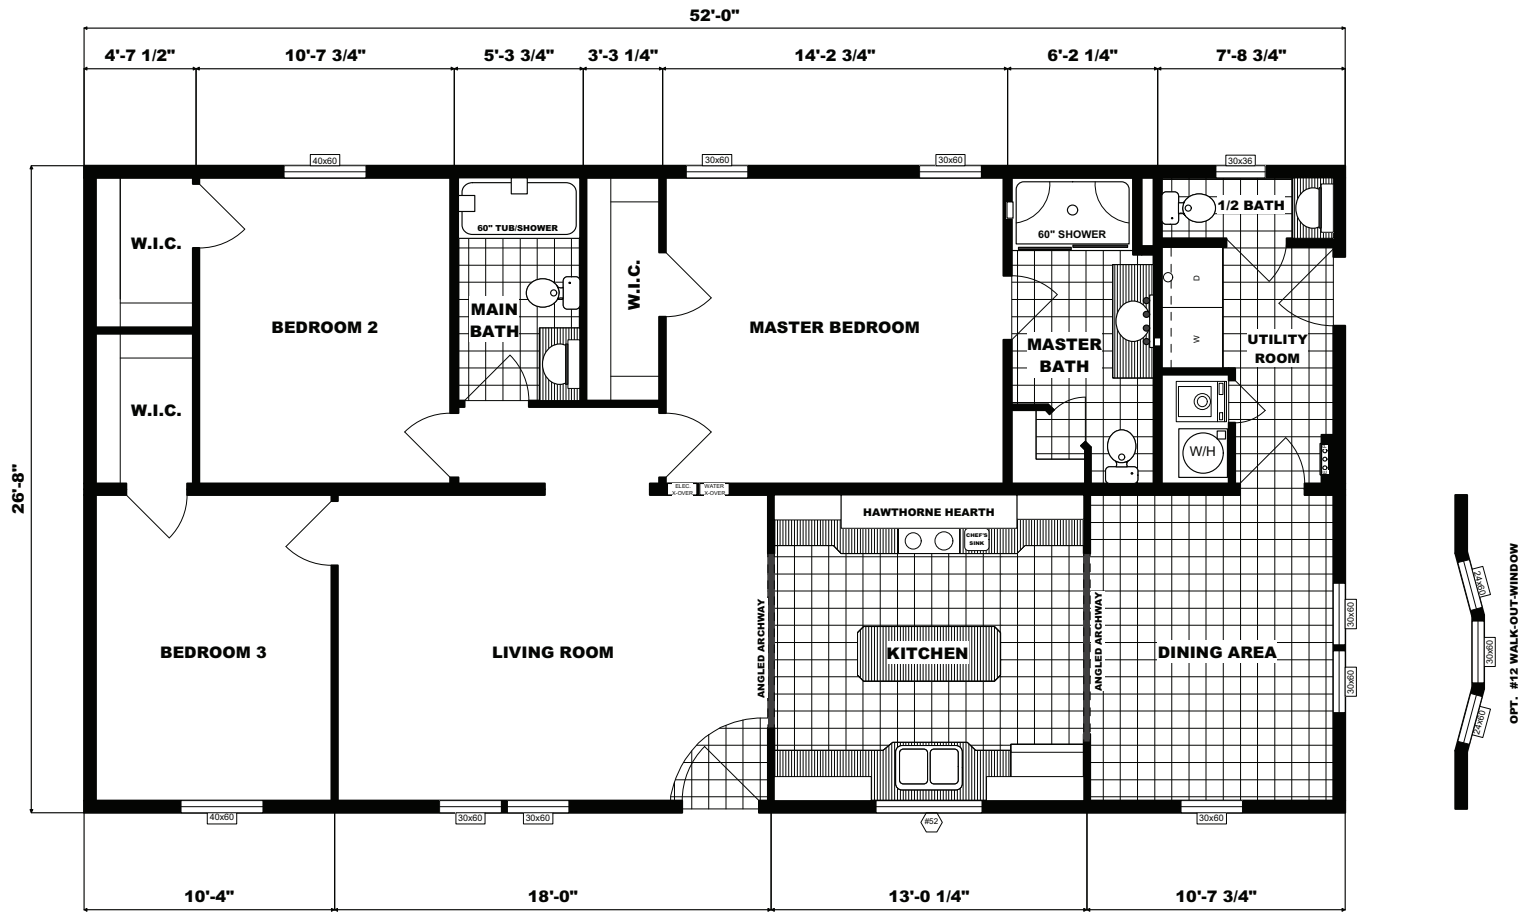 52'-0"
4'-7 1/2"
10'-7 3/4"
5'-3 3/4"
3'-3 1/4"
14'-2 3/4"
6'-2 1/4"
7'-8 3/4"
40x60
30x60
30x60
30x36
W.I.C.
60" TUB/SHOWER
60" SHOWER
1/2 BATH
BEDROOM 2
MAIN
BATH
W.I.C.
MASTER BEDROOM
MASTER
BATH
D
W
UTILITY
ROOM
W.I.C.
W/H
26'-8"
ELEC.
X-OVER
WATER
X-OVER
HAWTHORNE HEARTH
CHEF'S
SINK
BEDROOM 3
LIVING ROOM
ANGLED ARCHWAY
KITCHEN
ANGLED ARCHWAY
DINING AREA
30x60
30x60
24x60
30x60
24x60
OPT. #12 WALK-OUT-WINDOW
40x60
30x60
30x60
#52
30x60
10'-4"
18'-0"
13'-0 1/4"
10'-7 3/4"